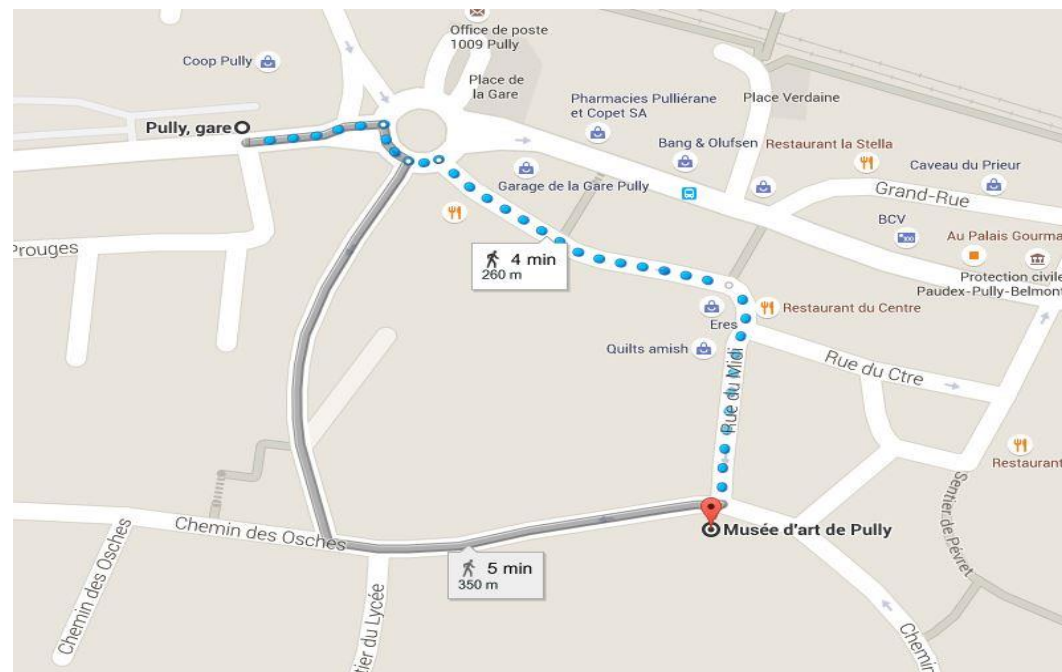 Office de poste
1009 Pully
Coop Pully
Place de
la Gare
Pully, gare
Pharmacies Pulliérane
et Copet SA
Place Verdaine
Bang & Olufsen
Restaurant la Stella
Caveau du Prieur
Garage de la Gare Pully
Grand-Rue
BCV
Prouges
4 min
260 m
Au Palais Gourma
Protection civile
Paudex-Pully-Belmont
Restaurant du Centre
Eres
Quilts amish
Rue du Midi
Rue du Ctre
Restaurant
Sentier de Pévret
Chemin des Osches
Musée d'art de Pully
5 min
350 m
Chemin des Osches
tier du Lycée
Chemin